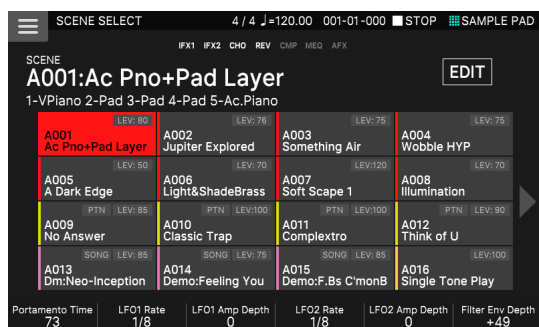 SCENE SELECT 4 / 4 ♩=120.00 001-01-000 STOP SAMPLE PAD
IFX1 IFX2 CHO REV CMP MEQ AFX
SCENE
A001:Ac Pno+Pad Layer EDIT
1-VPiano 2-Pad 3-Pad 4-Pad 5-Ac.Piano
LEV: 80 LEV: 76 LEV: 75 LEV: 75
A001 A002 A003 A004
Ac Pno+Pad Layer Jupiter Explored Something Air Wobble HYP
LEV: 50 LEV: 70 LEV:120 LEV: 70
A005 A006 A007 A008
A Dark Edge Light&ShadeBrass Soft Scape 1 Illumination
PTN LEV: 85 PTN LEV:100 PTN LEV:100 PTN LEV: 90
A009 A010 A011 A012
No Answer Classic Trap Complextro Think of U
SONG LEV: 85 SONG LEV: 75 SONG LEV: 85 LEV:100
A013 A014 A015 A016
Dm:Neo-Inception Demo:Feeling You Demo:F.Bs C'monB Single Tone Play
Portamento Time LFO1 Rate LFO1 Amp Depth LFO2 Rate LFO2 Amp Depth Filter Env Depth
73 1/8 0 1/8 0 +49